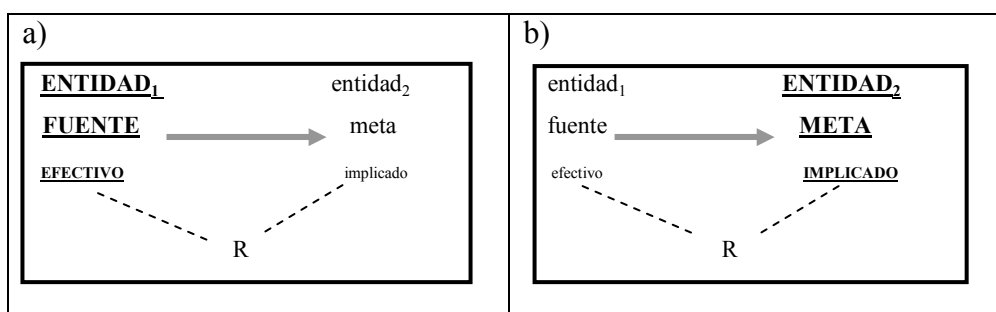 a)
ENTIDAD₁ entidad₂
FUENTE meta
EFECTIVO implicado
R
b)
entidad₁ ENTIDAD₂
fuente META
efectivo IMPLICADO
R